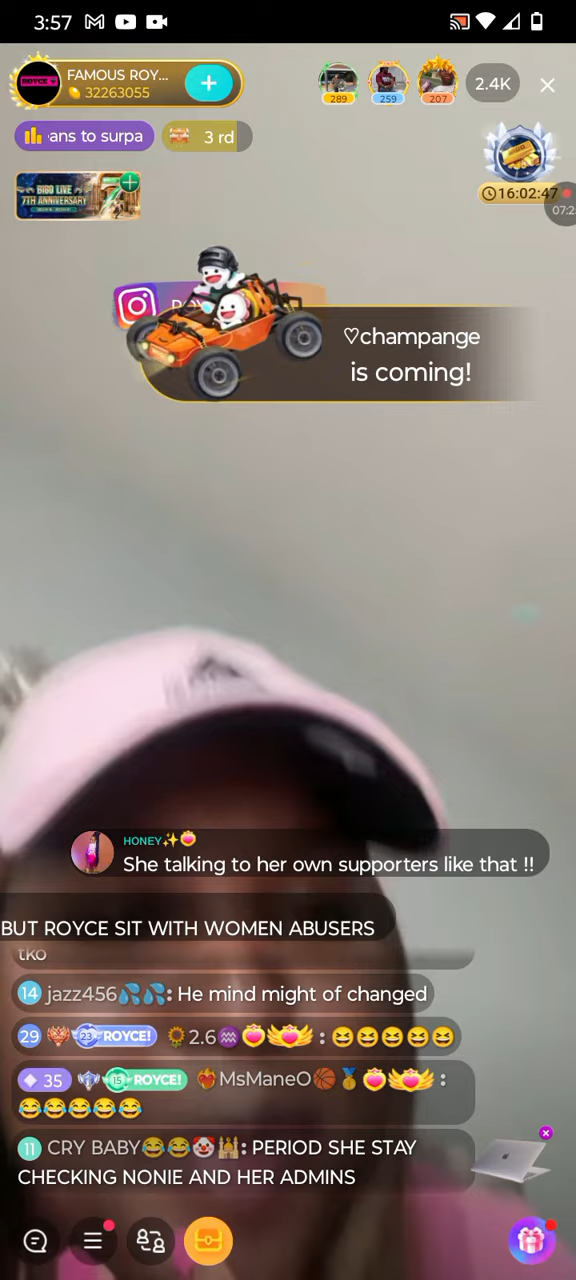 3:57
FAMOUS ROY...
32263055
289
259
207
2.4K
ans to surpa
3 rd
BIGO LIVE
7TH ANNIVERSARY
16:02:47
♡champange
is coming!
HONEY✨
She talking to her own supporters like that !!
BUT ROYCE SIT WITH WOMEN ABUSERS
tko
14 jazz456💦💦: He mind might of changed
29 23 ROYCE! 🌻2.6♒ : 😆😆😆😆😆
35 15 ROYCE! ❤️‍🔥MsManeO🏀🏅 :
😂😂😂😂😂
11 CRY BABY😂😂🤡🕌: PERIOD SHE STAY
CHECKING NONIE AND HER ADMINS